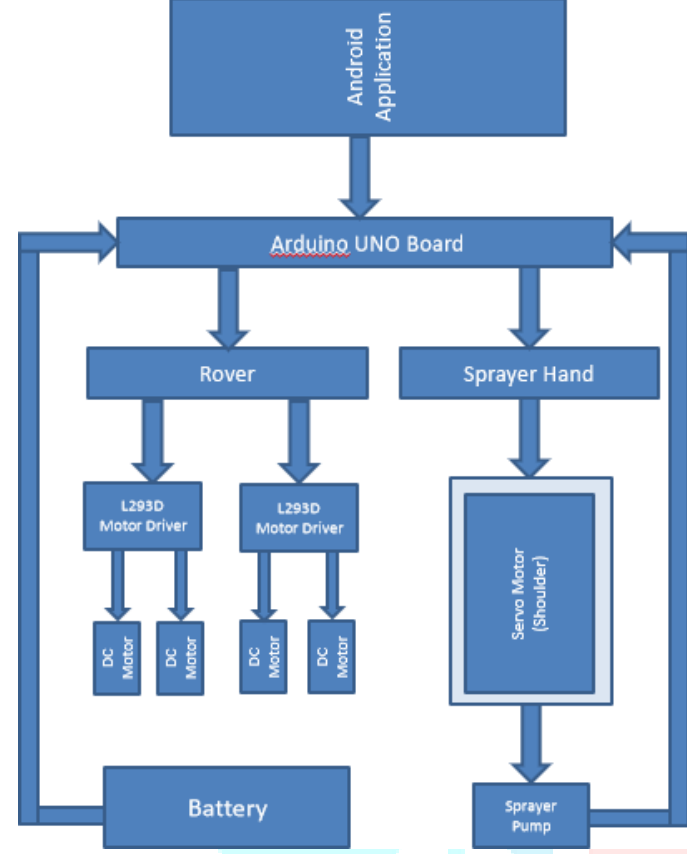 Android
Application
Arduino UNO Board
Rover
Sprayer Hand
L293D
Motor Driver
L293D
Motor Driver
Servo Motor
(Shoulder)
DC
Motor
DC
Motor
DC
Motor
DC
Motor
Battery
Sprayer
Pump